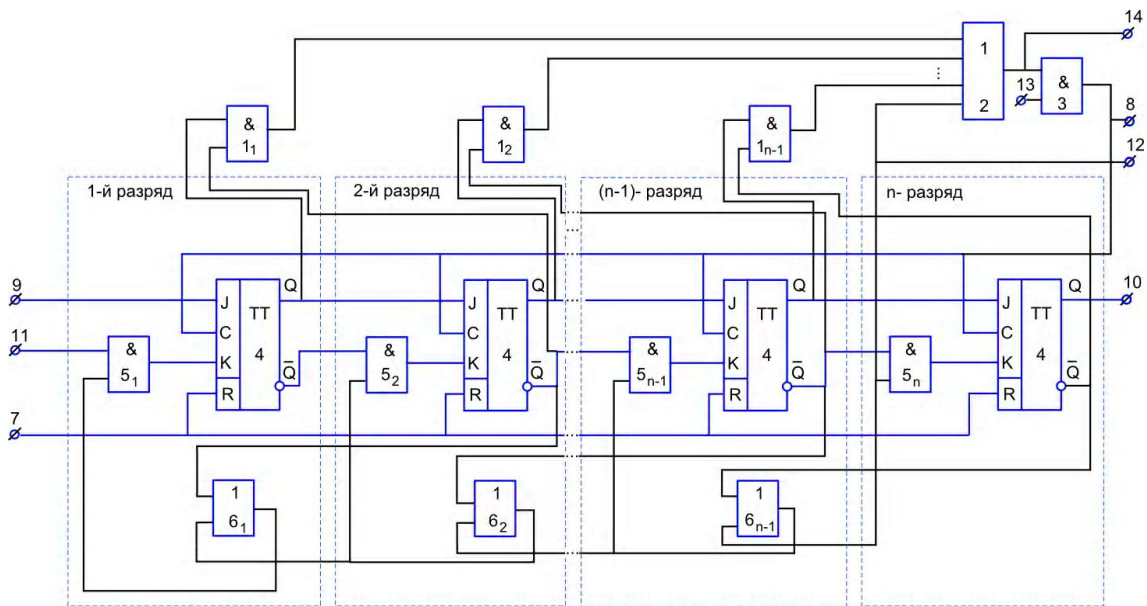 14
1
13
&
⋮
8
2
3
12
&
1₁
&
1₂
&
1ₙ₋₁
1-й разряд
2-й разряд
(n-1)- разряд
n- разряд
...
9
J
TT
Q
J
TT
Q
...
J
TT
Q
J
TT
Q
10
C
C
C
C
11
&
5₁
K
4
Q̄
&
5₂
K
4
Q̄
...
&
5ₙ₋₁
K
4
Q̄
&
5ₙ
K
4
Q̄
R
R
R
R
7
...
1
6₁
1
6₂
1
6ₙ₋₁